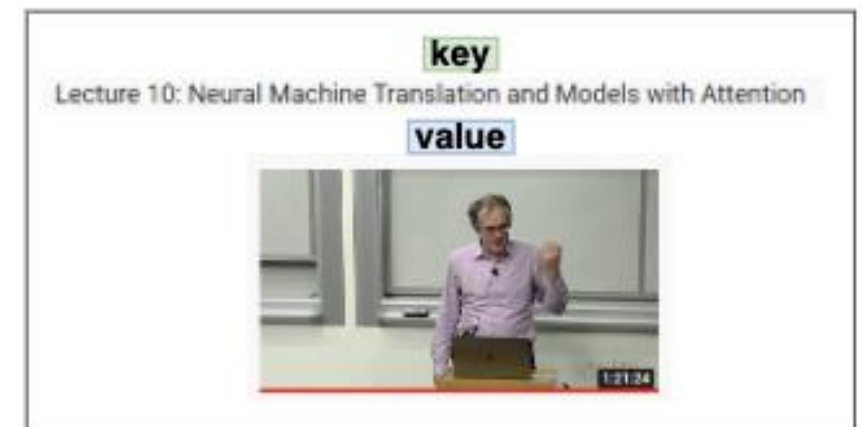 key
Lecture 10: Neural Machine Translation and Models with Attention
value
1:21:24